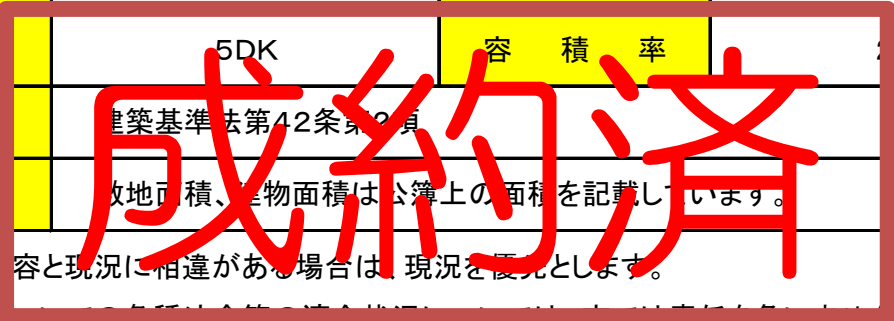 5DK 容 積 率
成約済
建築基準法第42条第2項
敷地面積、建物面積は公簿上の面積を記載しています。
容と現況に相違がある場合は、現況を優先とします。